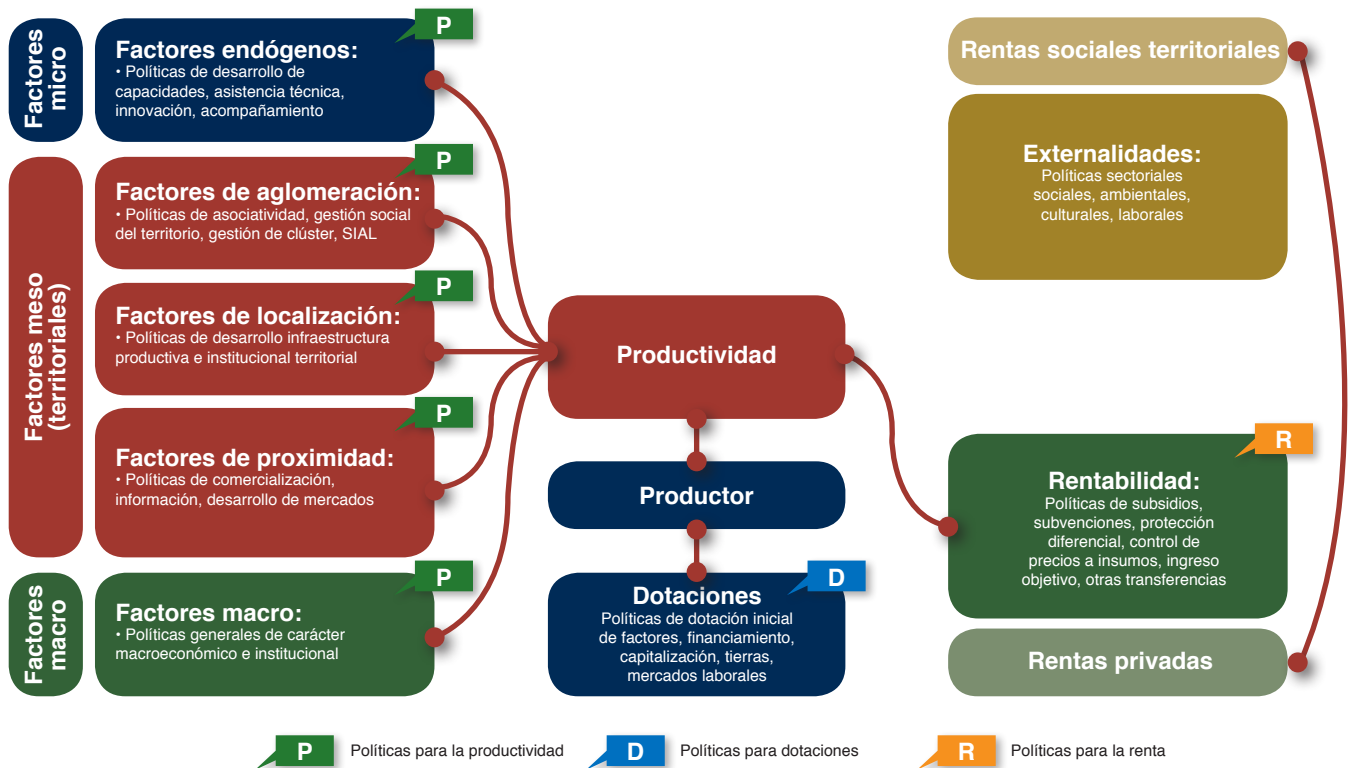 Factores
micro
Factores endógenos:
• Políticas de desarrollo de
capacidades, asistencia técnica,
innovación, acompañamiento
P
Factores meso
(territoriales)
Factores de aglomeración:
• Políticas de asociatividad, gestión social
del territorio, gestión de clúster, SIAL
P
Factores de localización:
• Políticas de desarrollo infraestructura
productiva e institucional territorial
P
Factores de proximidad:
• Políticas de comercialización,
información, desarrollo de mercados
P
Factores
macro
Factores macro:
• Políticas generales de carácter
macroeconómico e institucional
P
Productividad
Productor
Dotaciones
Políticas de dotación inicial
de factores, financiamiento,
capitalización, tierras,
mercados laborales
D
Rentas sociales territoriales
Externalidades:
Políticas sectoriales
sociales, ambientales,
culturales, laborales
Rentabilidad:
Políticas de subsidios,
subvenciones, protección
diferencial, control de
precios a insumos, ingreso
objetivo, otras transferencias
R
Rentas privadas
P Políticas para la productividad
D Políticas para dotaciones
R Políticas para la renta